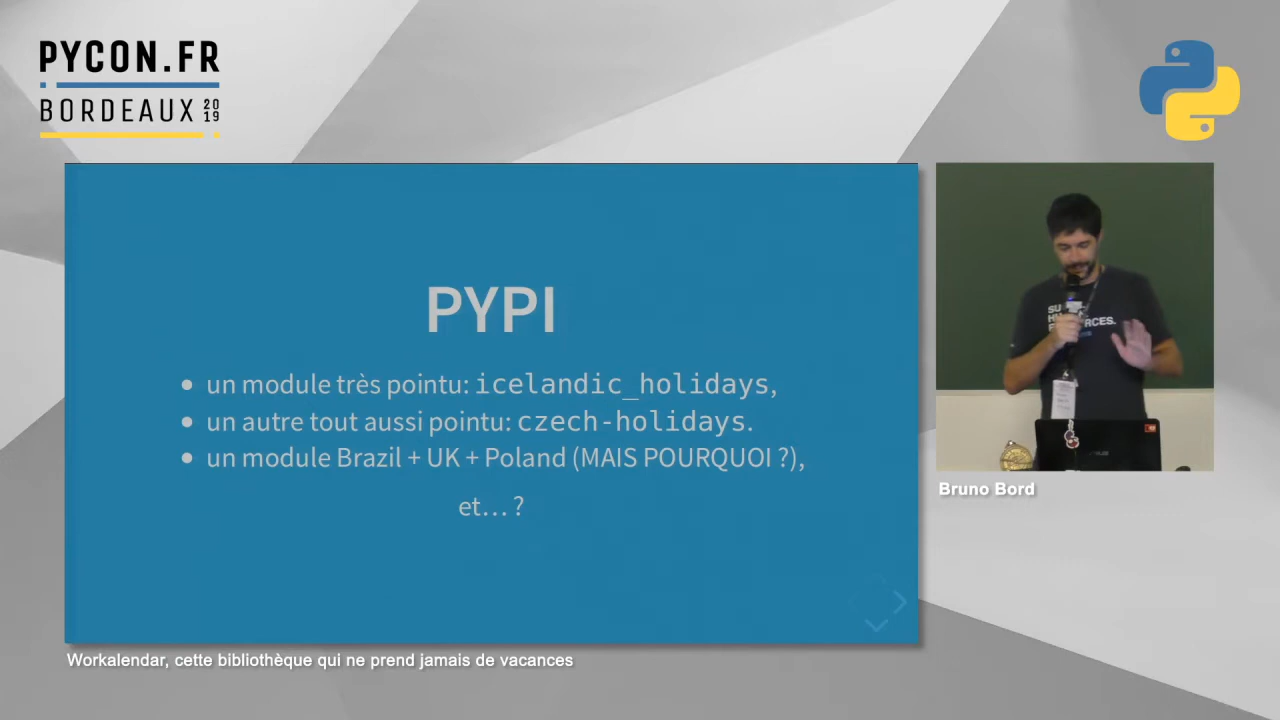 PYCON.FR
BORDEAUX 2019
PYPI
un module très pointu: icelandic_holidays,
un autre tout aussi pointu: czech-holidays.
un module Brazil + UK + Poland (MAIS POURQUOI ?),
et… ?
Bruno Bord
Workalendar, cette bibliothèque qui ne prend jamais de vacances